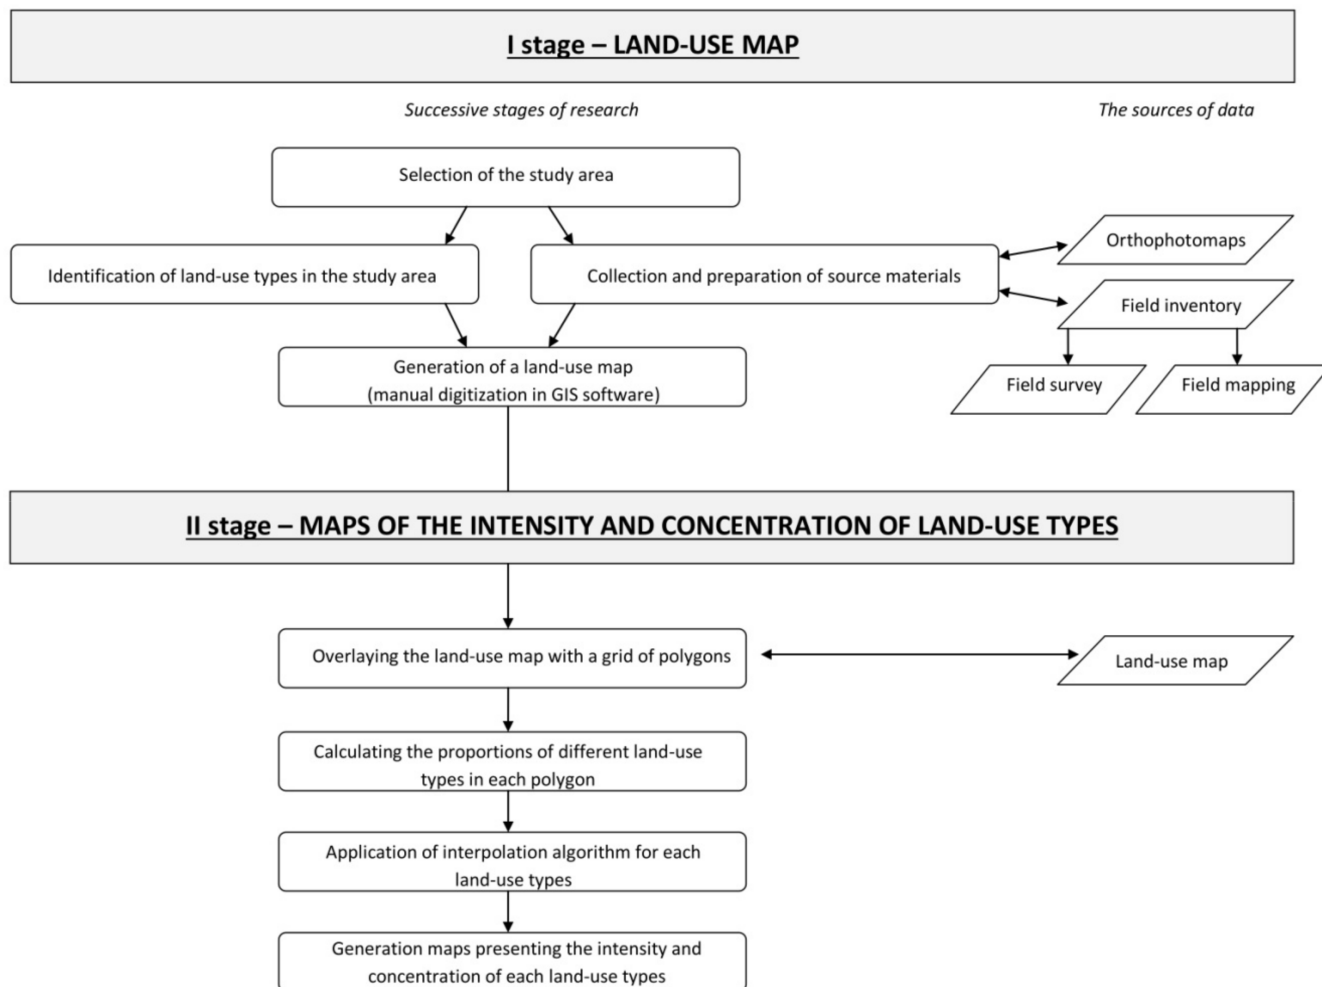 I stage – LAND-USE MAP
Successive stages of research
The sources of data
Selection of the study area
Orthophotomaps
Identification of land-use types in the study area
Collection and preparation of source materials
Field inventory
Generation of a land-use map
(manual digitization in GIS software)
Field survey
Field mapping
II stage – MAPS OF THE INTENSITY AND CONCENTRATION OF LAND-USE TYPES
Overlaying the land-use map with a grid of polygons
Land-use map
Calculating the proportions of different land-use
types in each polygon
Application of interpolation algorithm for each
land-use types
Generation maps presenting the intensity and
concentration of each land-use types